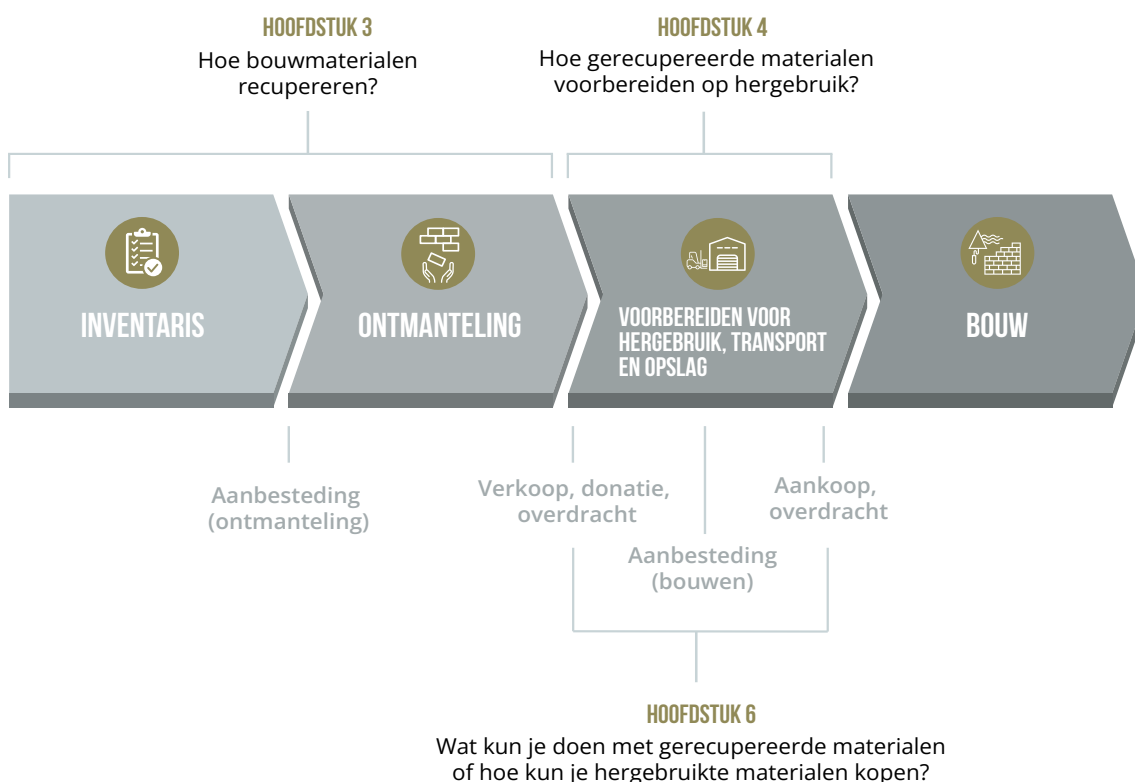 HOOFDSTUK 3
Hoe bouwmaterialen
recupereren?
HOOFDSTUK 4
Hoe gerecupereerde materialen
voorbereiden op hergebruik?
INVENTARIS
ONTMANTELING
VOORBEREIDEN VOOR
HERGEBRUIK, TRANSPORT
EN OPSLAG
BOUW
Aanbesteding
(ontmanteling)
Verkoop, donatie,
overdracht
Aanbesteding
(bouwen)
Aankoop,
overdracht
HOOFDSTUK 6
Wat kun je doen met gerecupereerde materialen
of hoe kun je hergebruikte materialen kopen?